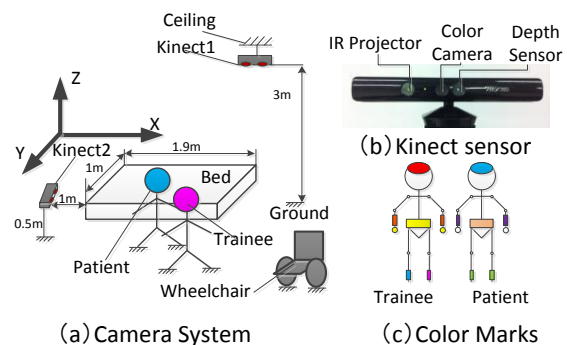 Ceiling
Kinect1
3m
Z
X
Y
Kinect2
1.9m
1m
Bed
1m
0.5m
Ground
Trainee
Patient
Wheelchair
(a) Camera System
IR Projector
Color
Camera
Depth
Sensor
(b) Kinect sensor
Trainee
Patient
(c) Color Marks